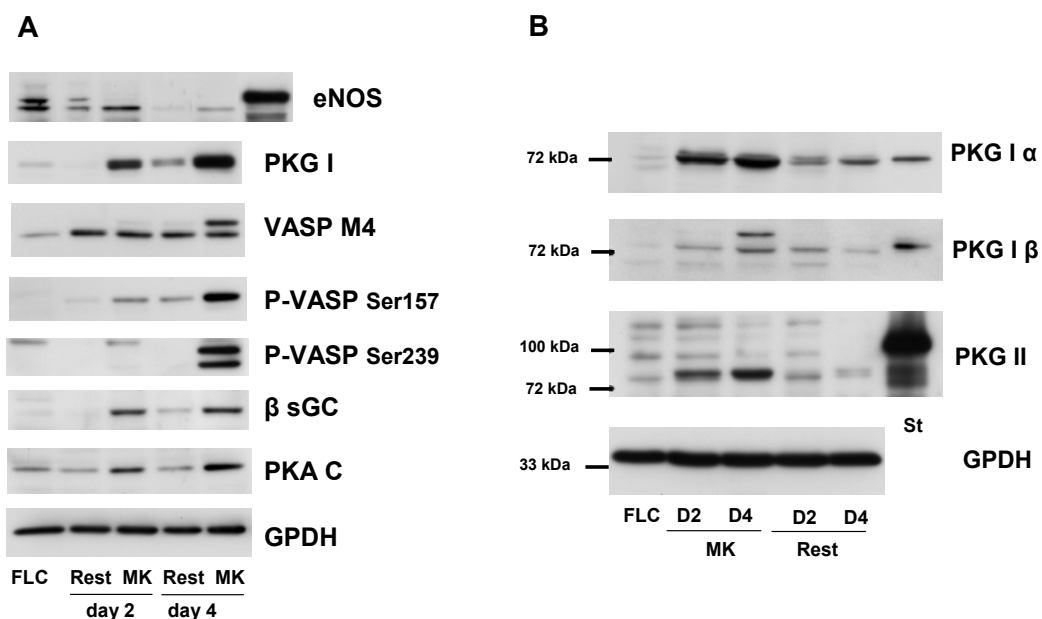 A
eNOS
PKG I
VASP M4
P-VASP Ser157
P-VASP Ser239
β sGC
PKA C
GPDH
FLC Rest MK Rest MK
day 2 day 4
B
72 kDa PKG I α
72 kDa PKG I β
100 kDa PKG II
72 kDa
St
33 kDa GPDH
FLC D2 D4 D2 D4
MK Rest